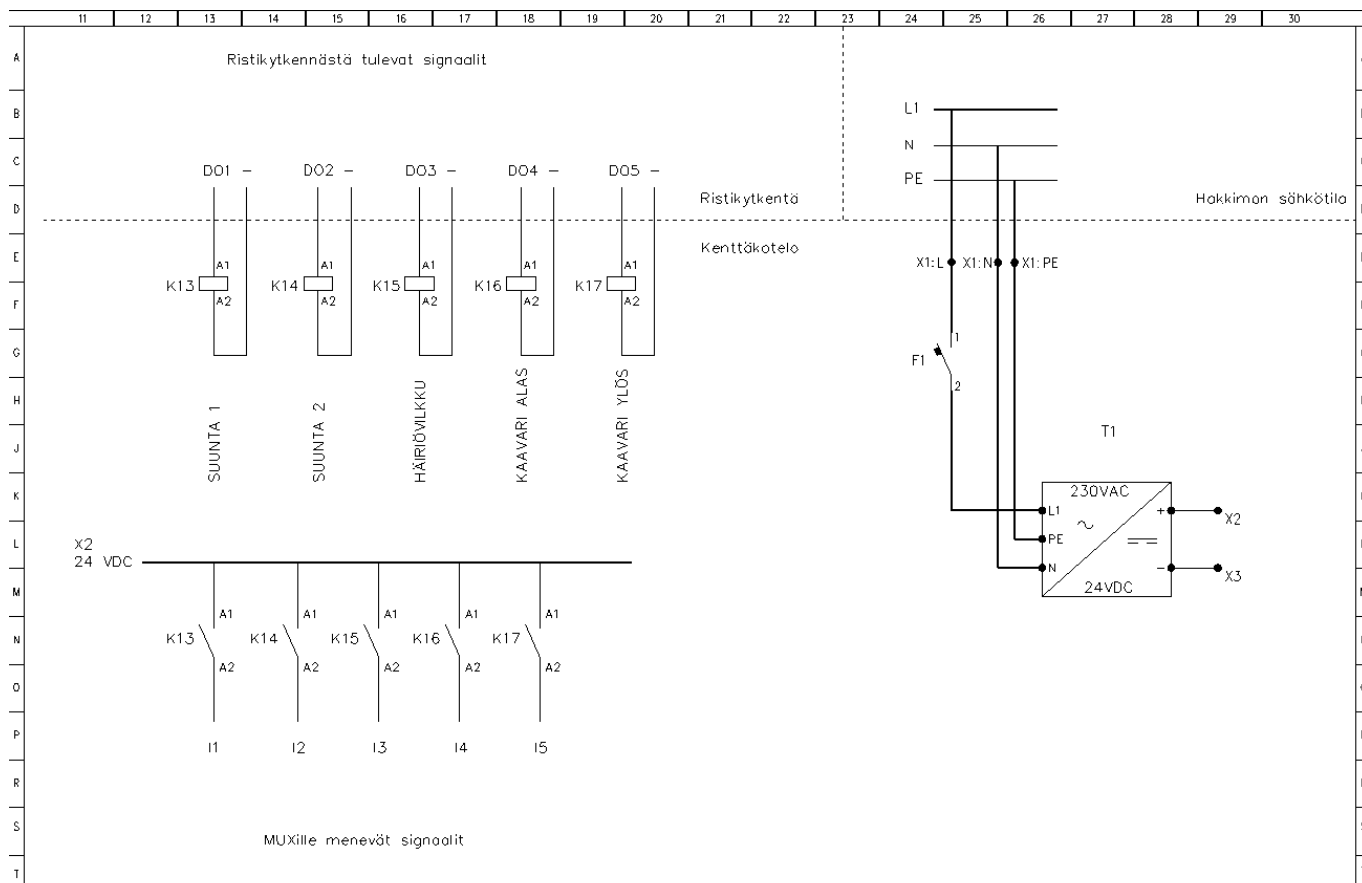 11 12 13 14 15 16 17 18 19 20 21 22 23 24 25 26 27 28 29 30
A
Ristikytkennästä tulevat signaalit
B
L1
N
C
DO1 - DO2 - DO3 - DO4 - DO5 -
PE
D
Ristikytkentä
Hakkimon sähkötila
Kenttäkotelo
E
X1:L X1:N X1:PE
A1 A1 A1 A1 A1
K13 K14 K15 K16 K17
A2 A2 A2 A2 A2
F
G
1
F1
2
H
SUUNTA 1
SUUNTA 2
HÄIRIÖVILKKU
KAAVARI ALAS
KAAVARI YLÖS
J
T1
K
230VAC
L1
+
X2
PE
N
-
X3
24VDC
L
X2
24 VDC
M
A1 A1 A1 A1 A1
N
K13 K14 K15 K16 K17
A2 A2 A2 A2 A2
O
P
I1 I2 I3 I4 I5
R
S
MUXille menevät signaalit
T